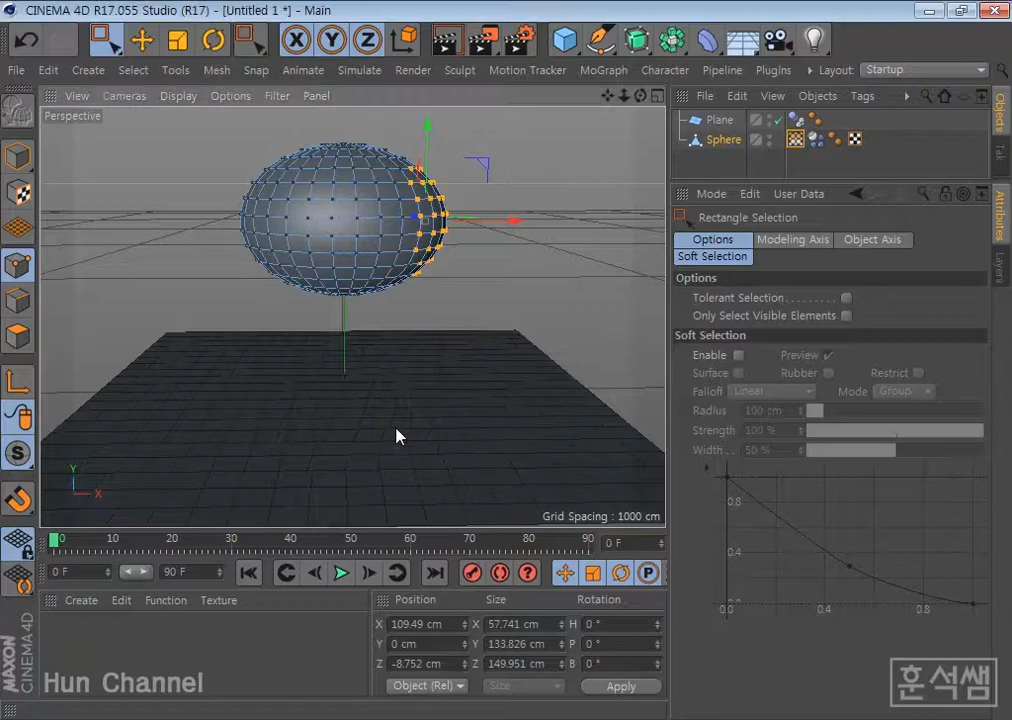 CINEMA 4D R17.055 Studio (R17) - [Untitled 1 *] - Main
File Edit Create Select Tools Mesh Snap Animate Simulate Render Sculpt Motion Tracker MoGraph Character Pipeline Plugins Layout: Startup
View Cameras Display Options Filter Panel
File Edit View Objects Tags
Perspective
Plane
Sphere
Objects
Tak
Mode Edit User Data
Rectangle Selection
Options Modeling Axis Object Axis
Soft Selection
Attributes
Layers
Options
Tolerant Selection
Only Select Visible Elements
Soft Selection
Enable Preview
Surface Rubber Restrict
Falloff Linear Mode Group
Radius 100 cm
Strength 100 %
Width . . 50 %
0.8
0.4
0.0 0.4 0.8
Y
X
Grid Spacing : 1000 cm
0 10 20 30 40 50 60 70 80 90 0 F
0 F 90 F
Create Edit Function Texture
Position Size Rotation
X 109.49 cm X 57.741 cm H 0 °
Y 0 cm Y 133.826 cm P 0 °
Z -8.752 cm Z 149.951 cm B 0 °
Object (Rel) Size Apply
MAXON
CINEMA 4D
Hun Channel
훈석쌤